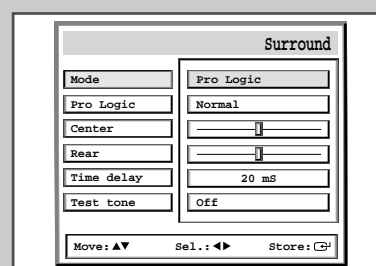 Surround
Mode Pro Logic
Pro Logic Normal
Center
Rear
Time delay 20 mS
Test tone Off
Move:▲▼ Sel.:◀▶ Store: